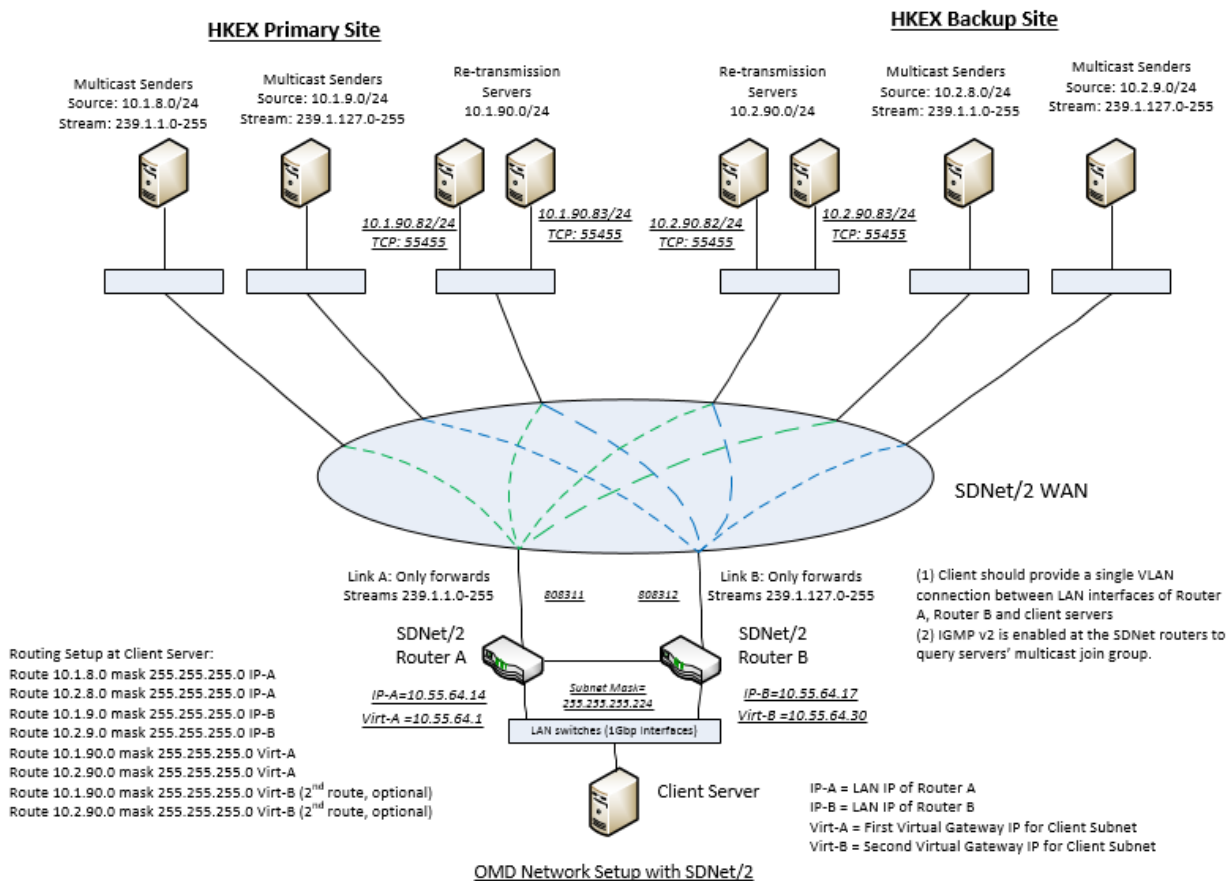 HKEX Primary Site
HKEX Backup Site
Multicast Senders
Source: 10.1.8.0/24
Stream: 239.1.1.0-255
Multicast Senders
Source: 10.1.9.0/24
Stream: 239.1.127.0-255
Re-transmission
Servers
10.1.90.0/24
Re-transmission
Servers
10.2.90.0/24
Multicast Senders
Source: 10.2.8.0/24
Stream: 239.1.1.0-255
Multicast Senders
Source: 10.2.9.0/24
Stream: 239.1.127.0-255
10.1.90.82/24
TCP: 55455
10.1.90.83/24
TCP: 55455
10.2.90.82/24
TCP: 55455
10.2.90.83/24
TCP: 55455
SDNet/2 WAN
Link A: Only forwards
Streams 239.1.1.0-255
808311
808312
Link B: Only forwards
Streams 239.1.127.0-255
(1) Client should provide a single VLAN
connection between LAN interfaces of Router
A, Router B and client servers
(2) IGMP v2 is enabled at the SDNet routers to
query servers' multicast join group.
SDNet/2
Router A
SDNet/2
Router B
Routing Setup at Client Server:
Route 10.1.8.0 mask 255.255.255.0 IP-A
Route 10.2.8.0 mask 255.255.255.0 IP-A
Route 10.1.9.0 mask 255.255.255.0 IP-B
Route 10.2.9.0 mask 255.255.255.0 IP-B
Route 10.1.90.0 mask 255.255.255.0 Virt-A
Route 10.2.90.0 mask 255.255.255.0 Virt-A
Route 10.1.90.0 mask 255.255.255.0 Virt-B (2nd route, optional)
Route 10.2.90.0 mask 255.255.255.0 Virt-B (2nd route, optional)
IP-A=10.55.64.14
Virt-A =10.55.64.1
Subnet Mask=
255.255.255.224
IP-B=10.55.64.17
Virt-B =10.55.64.30
LAN switches (1Gbp Interfaces)
Client Server
IP-A = LAN IP of Router A
IP-B = LAN IP of Router B
Virt-A = First Virtual Gateway IP for Client Subnet
Virt-B = Second Virtual Gateway IP for Client Subnet
OMD Network Setup with SDNet/2